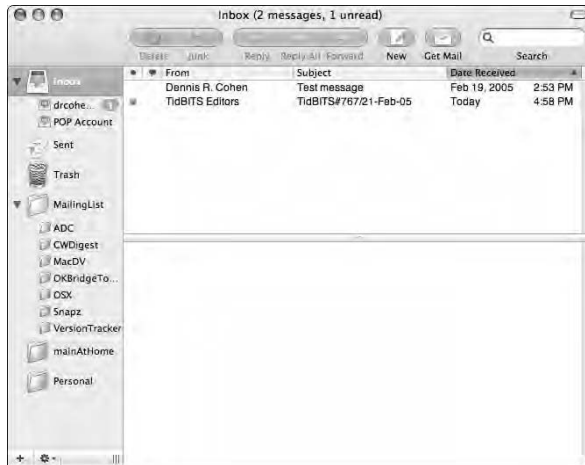 Inbox (2 messages, 1 unread)
Delete Junk Reply Reply All Forward New Get Mail Search
Inbox
drcohe... 1
POP Account
Sent
Trash
MailingList
ADC
CWDigest
MacDV
OKBridgeTo...
OSX
Snapz
VersionTracker
mainAtHome
Personal
From Subject Date Received
Dennis R. Cohen Test message Feb 19, 2005 2:53 PM
TidBITS Editors TidBITS#767/21-Feb-05 Today 4:58 PM